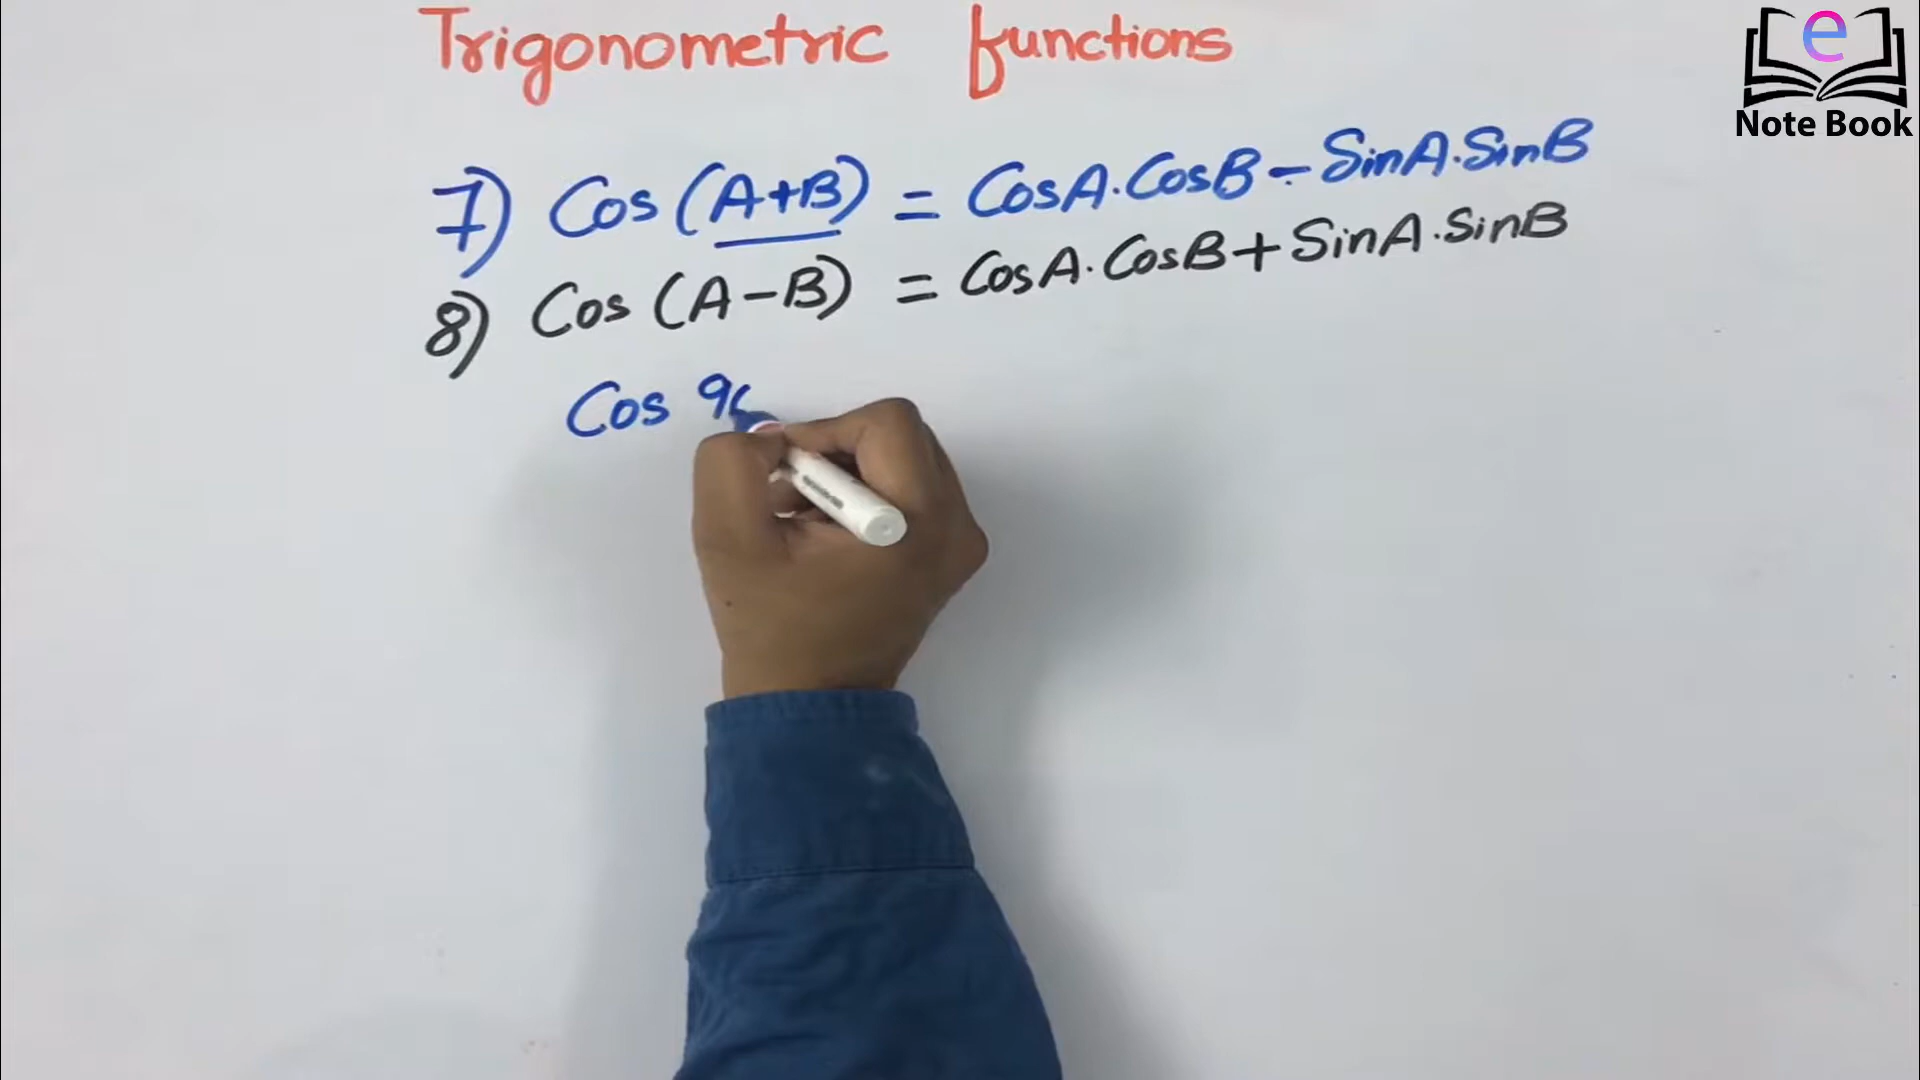 Trigonometric functions
e
Note Book
7) Cos (A+B) = CosA.CosB - SinA.SinB
8) Cos (A-B) = CosA.CosB + SinA.SinB
Cos 9